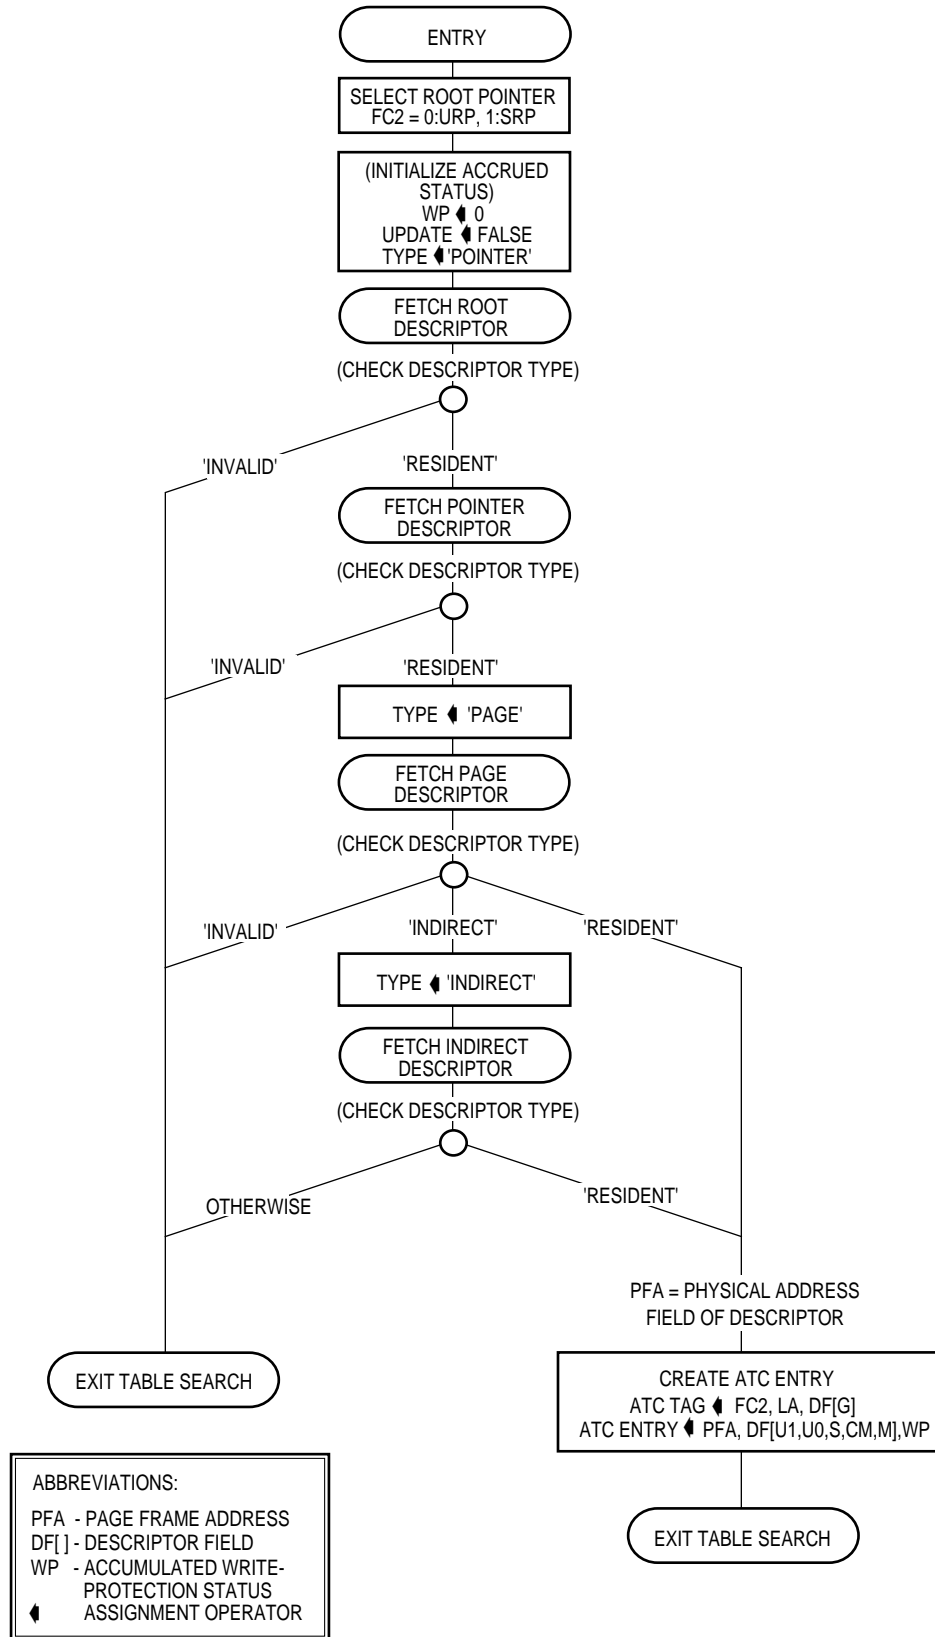 ENTRY
SELECT ROOT POINTER
FC2 = 0:URP, 1:SRP
(INITIALIZE ACCRUED
STATUS)
WP ⧫ 0
UPDATE ⧫ FALSE
TYPE ⧫ 'POINTER'
FETCH ROOT
DESCRIPTOR
(CHECK DESCRIPTOR TYPE)
'INVALID'
'RESIDENT'
FETCH POINTER
DESCRIPTOR
(CHECK DESCRIPTOR TYPE)
'INVALID'
'RESIDENT'
TYPE ⧫ 'PAGE'
FETCH PAGE
DESCRIPTOR
(CHECK DESCRIPTOR TYPE)
'INVALID'
'INDIRECT'
'RESIDENT'
TYPE ⧫ 'INDIRECT'
FETCH INDIRECT
DESCRIPTOR
(CHECK DESCRIPTOR TYPE)
OTHERWISE
'RESIDENT'
PFA = PHYSICAL ADDRESS
FIELD OF DESCRIPTOR
EXIT TABLE SEARCH
CREATE ATC ENTRY
ATC TAG ⧫ FC2, LA, DF[G]
ATC ENTRY ⧫ PFA, DF[U1,U0,S,CM,M],WP
EXIT TABLE SEARCH
ABBREVIATIONS:
PFA - PAGE FRAME ADDRESS
DF[ ] - DESCRIPTOR FIELD
WP - ACCUMULATED WRITE-
PROTECTION STATUS
⧫ ASSIGNMENT OPERATOR